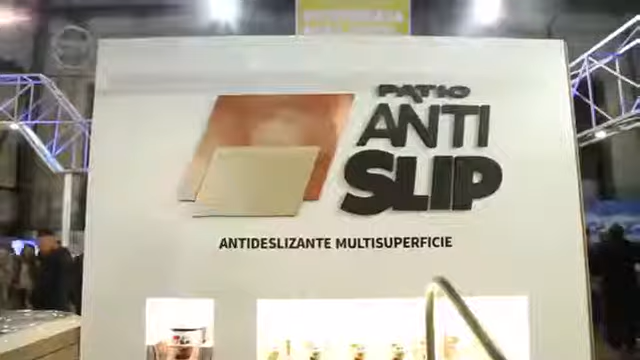 PATIO
ANTI
SLIP
ANTIDESLIZANTE MULTISUPERFICIE